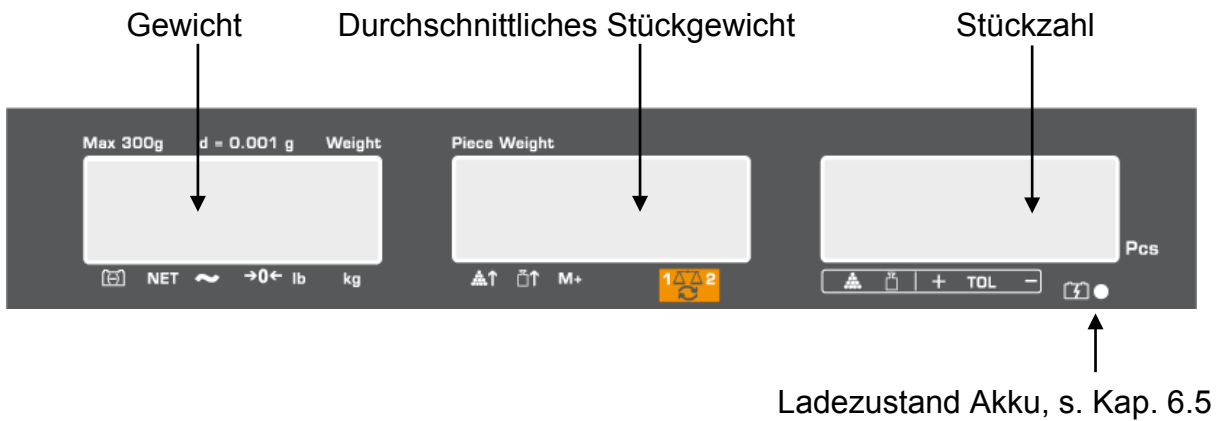 Gewicht Durchschnittliches Stückgewicht Stückzahl
Max 300g d = 0.001 g Weight Piece Weight
Pcs
NET →0← lb kg M+ 1 2 + TOL −
Ladezustand Akku, s. Kap. 6.5